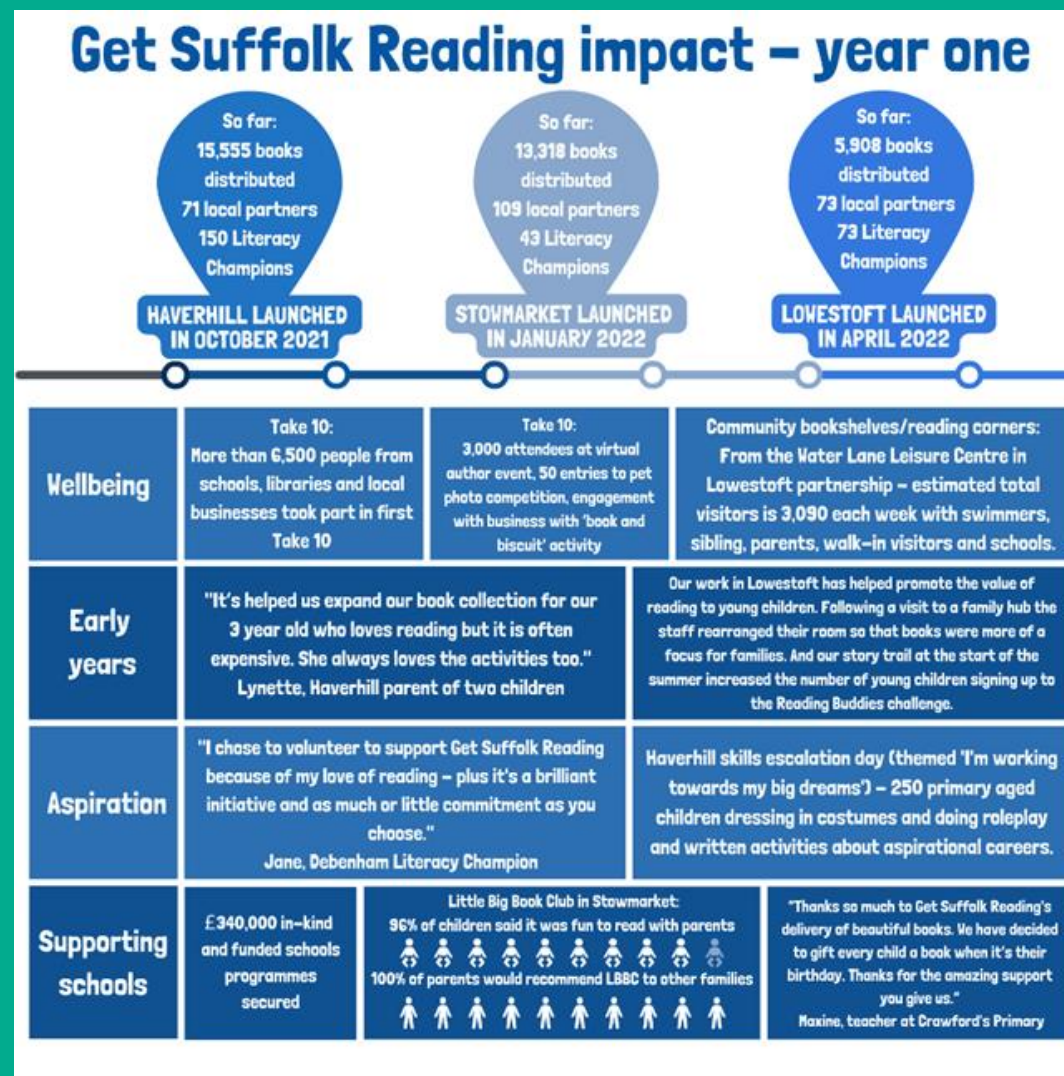 Get Suffolk Reading impact – year one
So far:
15,555 books
distributed
71 local partners
150 Literacy
Champions
HAVERHILL LAUNCHED
IN OCTOBER 2021
So far:
13,318 books
distributed
109 local partners
43 Literacy
Champions
STOWMARKET LAUNCHED
IN JANUARY 2022
So far:
5,908 books
distributed
73 local partners
73 Literacy
Champions
LOWESTOFT LAUNCHED
IN APRIL 2022
Wellbeing
Take 10:
More than 6,500 people from
schools, libraries and local
businesses took part in first
Take 10
Take 10:
3,000 attendees at virtual
author event, 50 entries to pet
photo competition, engagement
with business with 'book and
biscuit' activity
Community bookshelves/reading corners:
From the Water Lane Leisure Centre in
Lowestoft partnership – estimated total
visitors is 3,090 each week with swimmers,
sibling, parents, walk-in visitors and schools.
Early
years
"It's helped us expand our book collection for our
3 year old who loves reading but it is often
expensive. She always loves the activities too."
Lynette, Haverhill parent of two children
Our work in Lowestoft has helped promote the value of
reading to young children. Following a visit to a family hub the
staff rearranged their room so that books were more of a
focus for families. And our story trail at the start of the
summer increased the number of young children signing up to
the Reading Buddies challenge.
Aspiration
"I chose to volunteer to support Get Suffolk Reading
because of my love of reading – plus it's a brilliant
initiative and as much or little commitment as you
choose."
Jane, Debenham Literacy Champion
Haverhill skills escalation day (themed 'I'm working
towards my big dreams') – 250 primary aged
children dressing in costumes and doing roleplay
and written activities about aspirational careers.
Supporting
schools
£340,000 in-kind
and funded schools
programmes
secured
Little Big Book Club in Stowmarket:
96% of children said it was fun to read with parents
100% of parents would recommend LBBC to other families
"Thanks so much to Get Suffolk Reading's
delivery of beautiful books. We have decided
to gift every child a book when it's their
birthday. Thanks for the amazing support
you give us."
Maxine, teacher at Crawford's Primary